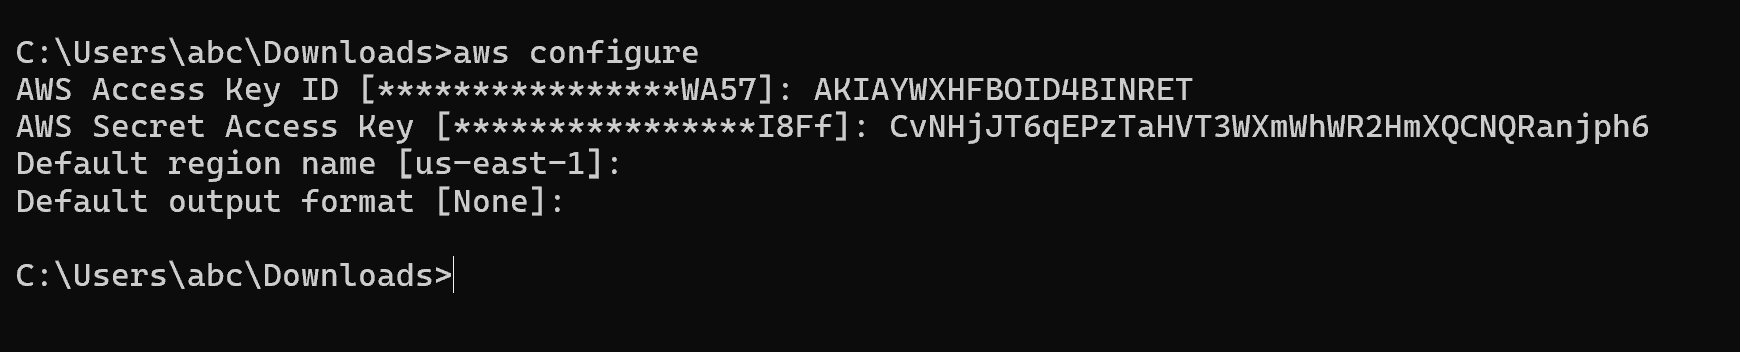 C:\Users\abc\Downloads>aws configure
AWS Access Key ID [****************WA57]: AKIAYWXHFBOID4BINRET
AWS Secret Access Key [****************I8Ff]: 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
Default region name [us-east-1]:
Default output format [None]:
C:\Users\abc\Downloads>